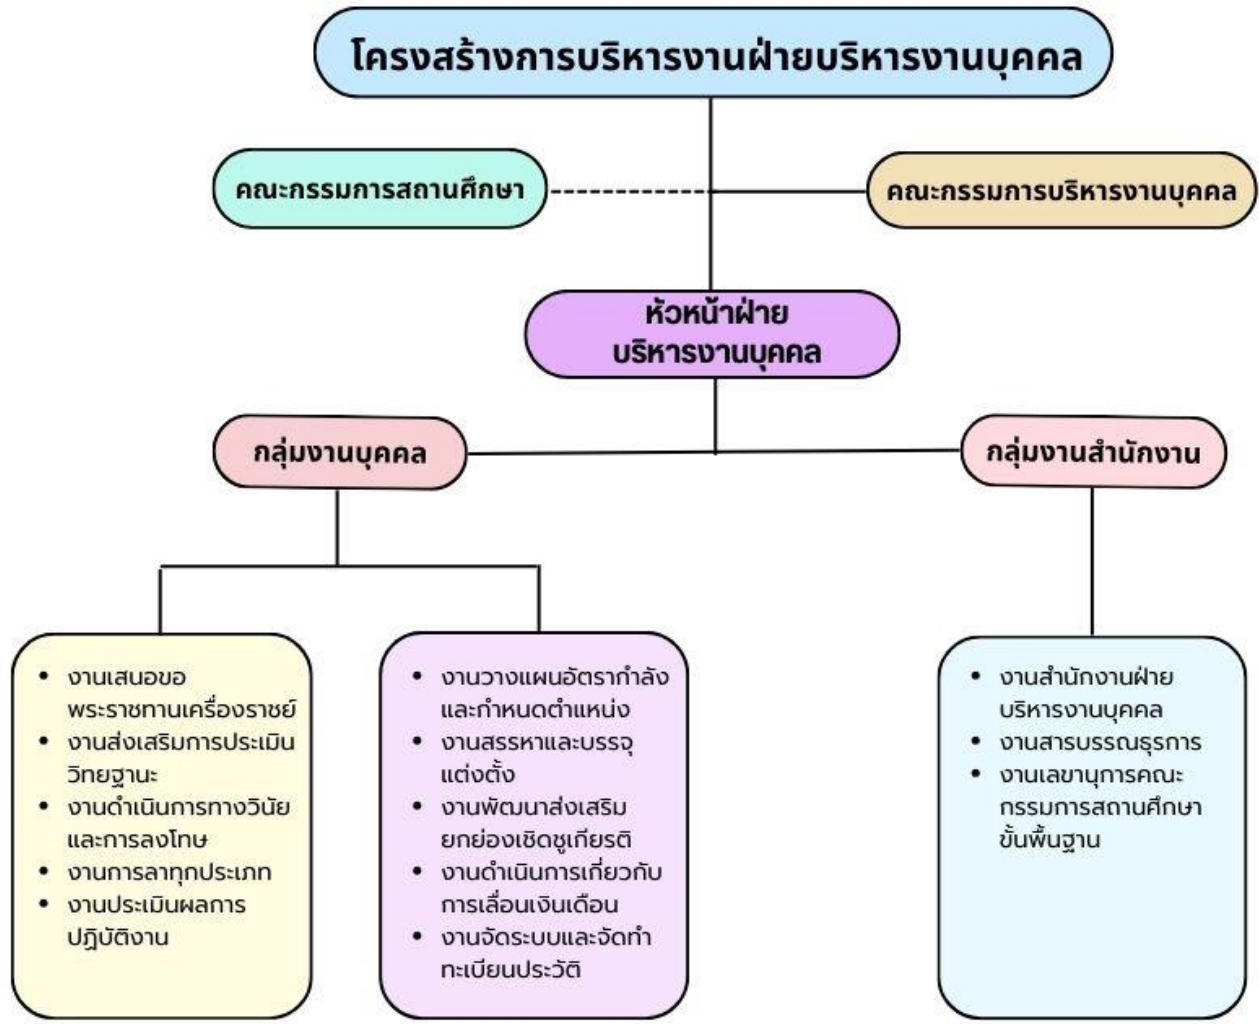 โครงสร้างการบริหารงานฝ่ายบริหารงานบุคคล
คณะกรรมการสถานศึกษา
คณะกรรมการบริหารงานบุคคล
หัวหน้าฝ่าย
บริหารงานบุคคล
กลุ่มงานบุคคล
กลุ่มงานสำนักงาน
• งานเสนอขอ
พระราชทานเครื่องราชย์
• งานส่งเสริมการประเมิน
วิทยฐานะ
• งานดำเนินการทางวินัย
และการลงโทษ
• งานการลาทุกประเภท
• งานประเมินผลการ
ปฏิบัติงาน
• งานวางแผนอัตรากำลัง
และกำหนดตำแหน่ง
• งานสรรหาและบรรจุ
แต่งตั้ง
• งานพัฒนาส่งเสริม
ยกย่องเชิดชูเกียรติ
• งานดำเนินการเกี่ยวกับ
การเลื่อนเงินเดือน
• งานจัดระบบและจัดทำ
ทะเบียนประวัติ
• งานสำนักงานฝ่าย
บริหารงานบุคคล
• งานสารบรรณธุรการ
• งานเลขานุการคณะ
กรรมการสถานศึกษา
ขั้นพื้นฐาน